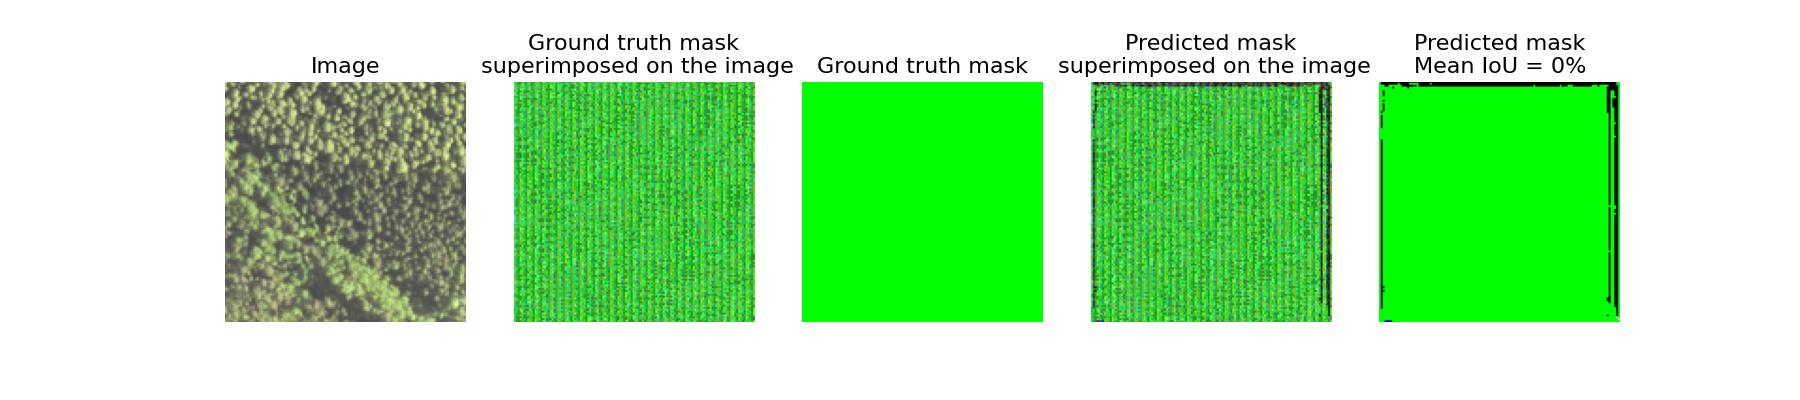 Image
Ground truth mask
superimposed on the image
Ground truth mask
Predicted mask
superimposed on the image
Predicted mask
Mean IoU = 0%